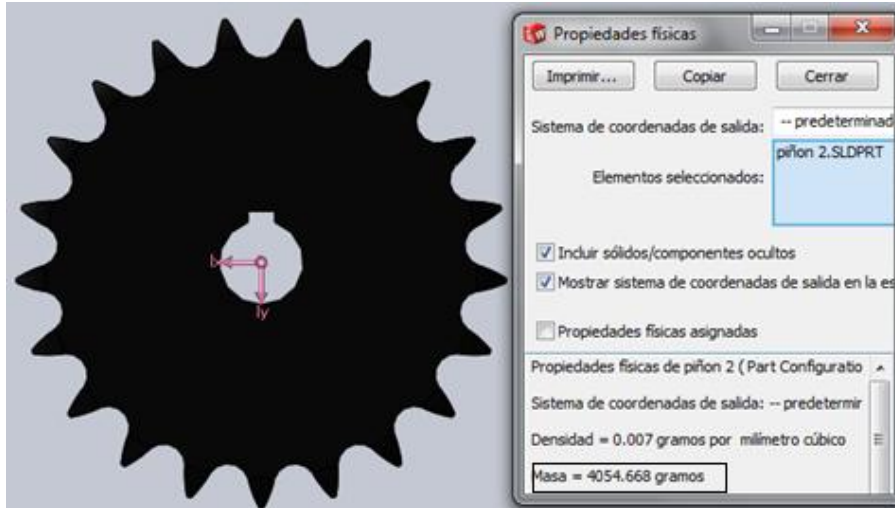 Propiedades físicas
Imprimir... Copiar Cerrar
Sistema de coordenadas de salida: -- predeterminad
Elementos seleccionados: piñon 2.SLDPRT
Incluir sólidos/componentes ocultos
Mostrar sistema de coordenadas de salida en la es
Propiedades físicas asignadas
Propiedades físicas de piñon 2 ( Part Configuratio
Sistema de coordenadas de salida: -- predetermir
Densidad = 0.007 gramos por milímetro cúbico
Masa = 4054.668 gramos
Iy